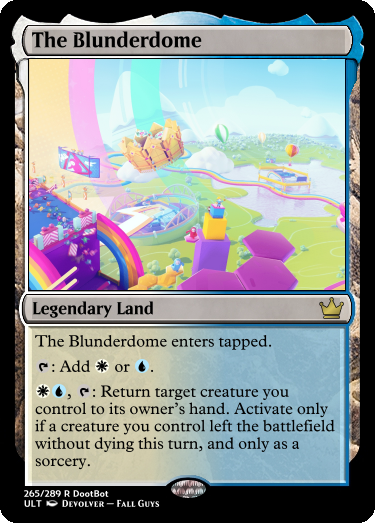 The Blunderdome
Legendary Land
The Blunderdome enters tapped.
: Add or .
, : Return target creature you
control to its owner's hand. Activate only
if a creature you control left the battlefield
without dying this turn, and only as a
sorcery.
265/289 R DootBot
ULT Devolver – Fall Guys